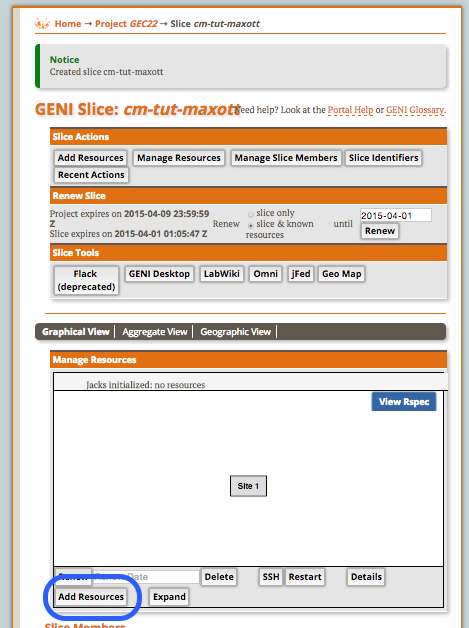 Home → Project GEC22 → Slice cm-tut-maxott
Notice
Created slice cm-tut-maxott
GENI Slice: cm-tut-maxott
eed help? Look at the Portal Help or GENI Glossary.
Slice Actions
Add Resources Manage Resources Manage Slice Members Slice Identifiers
Recent Actions
Renew Slice
Project expires on 2015-04-09 23:59:59
Z
Slice expires on 2015-04-01 01:05:47 Z
Renew
slice only
slice & known
resources
until
2015-04-01
Renew
Slice Tools
Flack
(deprecated)
GENI Desktop LabWiki Omni jFed Geo Map
Graphical View Aggregate View Geographic View
Manage Resources
Jacks initialized: no resources
View Rspec
Site 1
Date Delete SSH Restart Details
Add Resources Expand
Slice Members